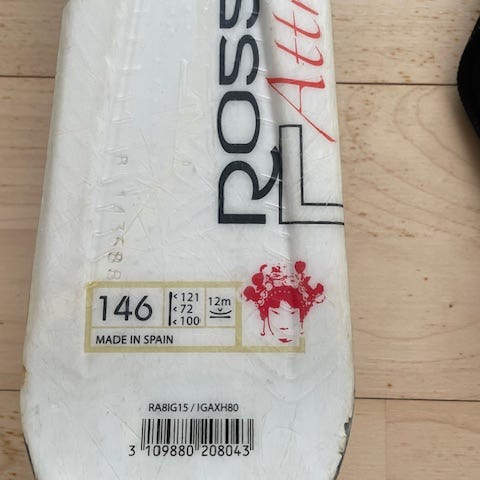 ROSS
Attr
L
146
< 121
< 72
< 100
12m
MADE IN SPAIN
RA8IG15 / IGAXH80
3 109880 208043